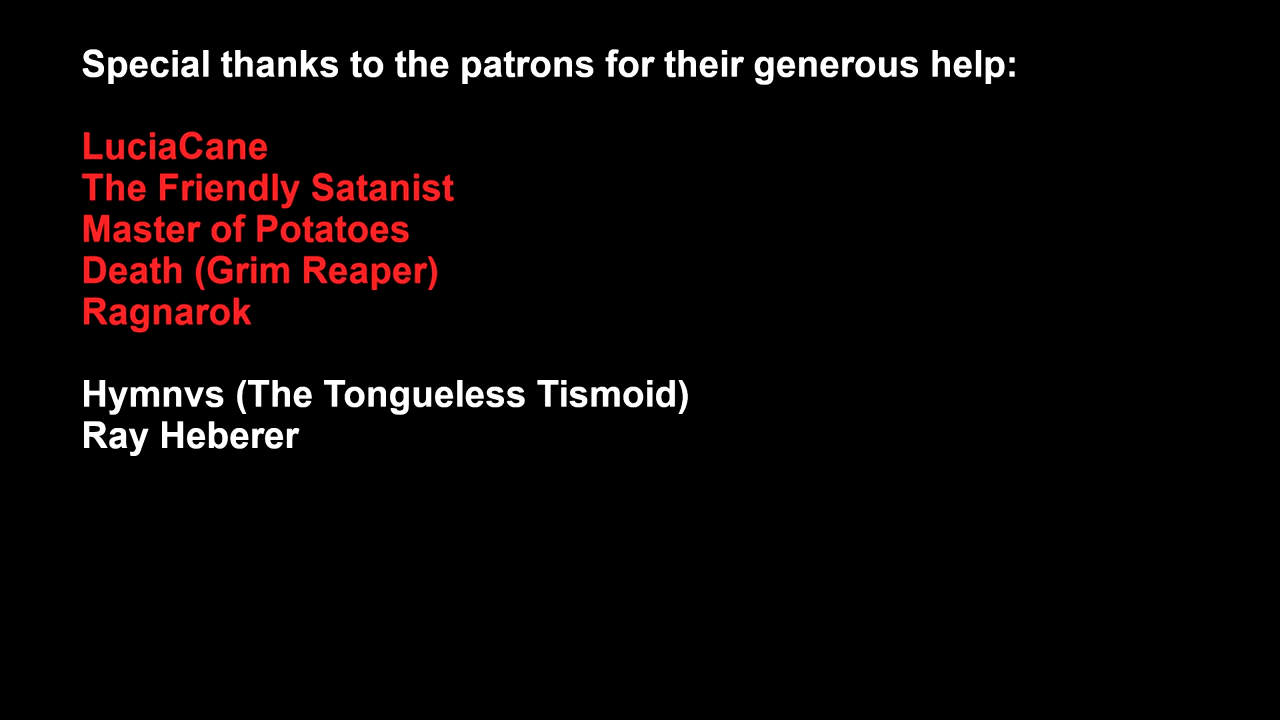 Special thanks to the patrons for their generous help:
LuciaCane
The Friendly Satanist
Master of Potatoes
Death (Grim Reaper)
Ragnarok
Hymnvs (The Tongueless Tismoid)
Ray Heberer